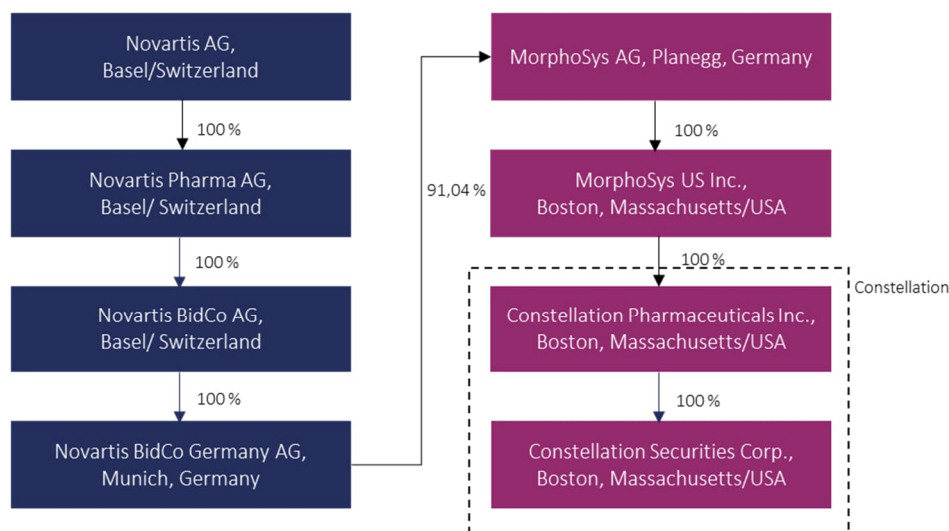 Novartis AG,
Basel/Switzerland
100 %
Novartis Pharma AG,
Basel/ Switzerland
100 %
Novartis BidCo AG,
Basel/ Switzerland
100 %
Novartis BidCo Germany AG,
Munich, Germany
91,04 %
MorphoSys AG, Planegg, Germany
100 %
MorphoSys US Inc.,
Boston, Massachusetts/USA
100 %
Constellation
Constellation Pharmaceuticals Inc.,
Boston, Massachusetts/USA
100 %
Constellation Securities Corp.,
Boston, Massachusetts/USA